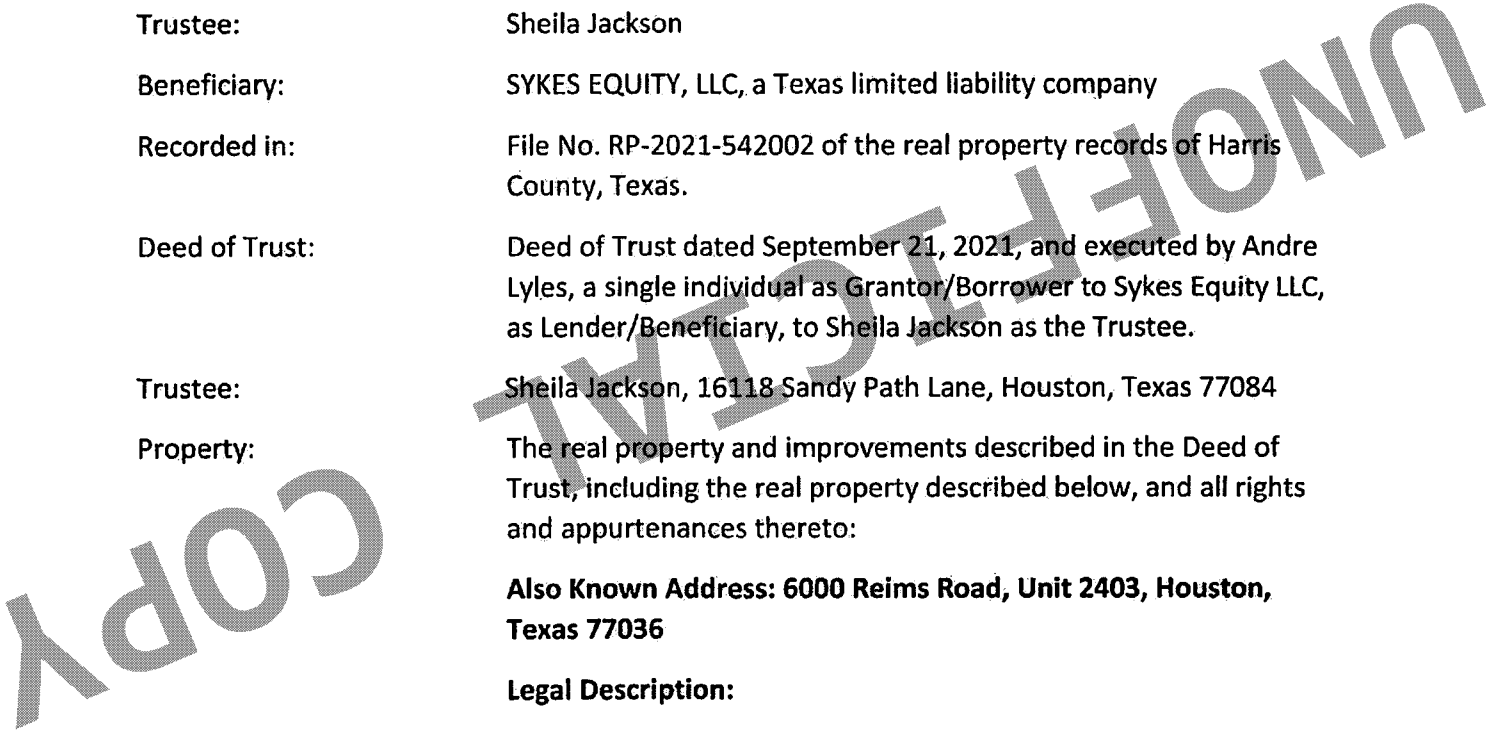 Trustee: Sheila Jackson
Beneficiary: SYKES EQUITY, LLC, a Texas limited liability company
Recorded in: File No. RP-2021-542002 of the real property records of Harris
County, Texas.
Deed of Trust: Deed of Trust dated September 21, 2021, and executed by Andre
Lyles, a single individual as Grantor/Borrower to Sykes Equity LLC,
as Lender/Beneficiary, to Sheila Jackson as the Trustee.
Trustee: Sheila Jackson, 16118 Sandy Path Lane, Houston, Texas 77084
Property: The real property and improvements described in the Deed of
Trust, including the real property described below, and all rights
and appurtenances thereto:
Also Known Address: 6000 Reims Road, Unit 2403, Houston,
Texas 77036
Legal Description:
UNOFFICIAL COPY